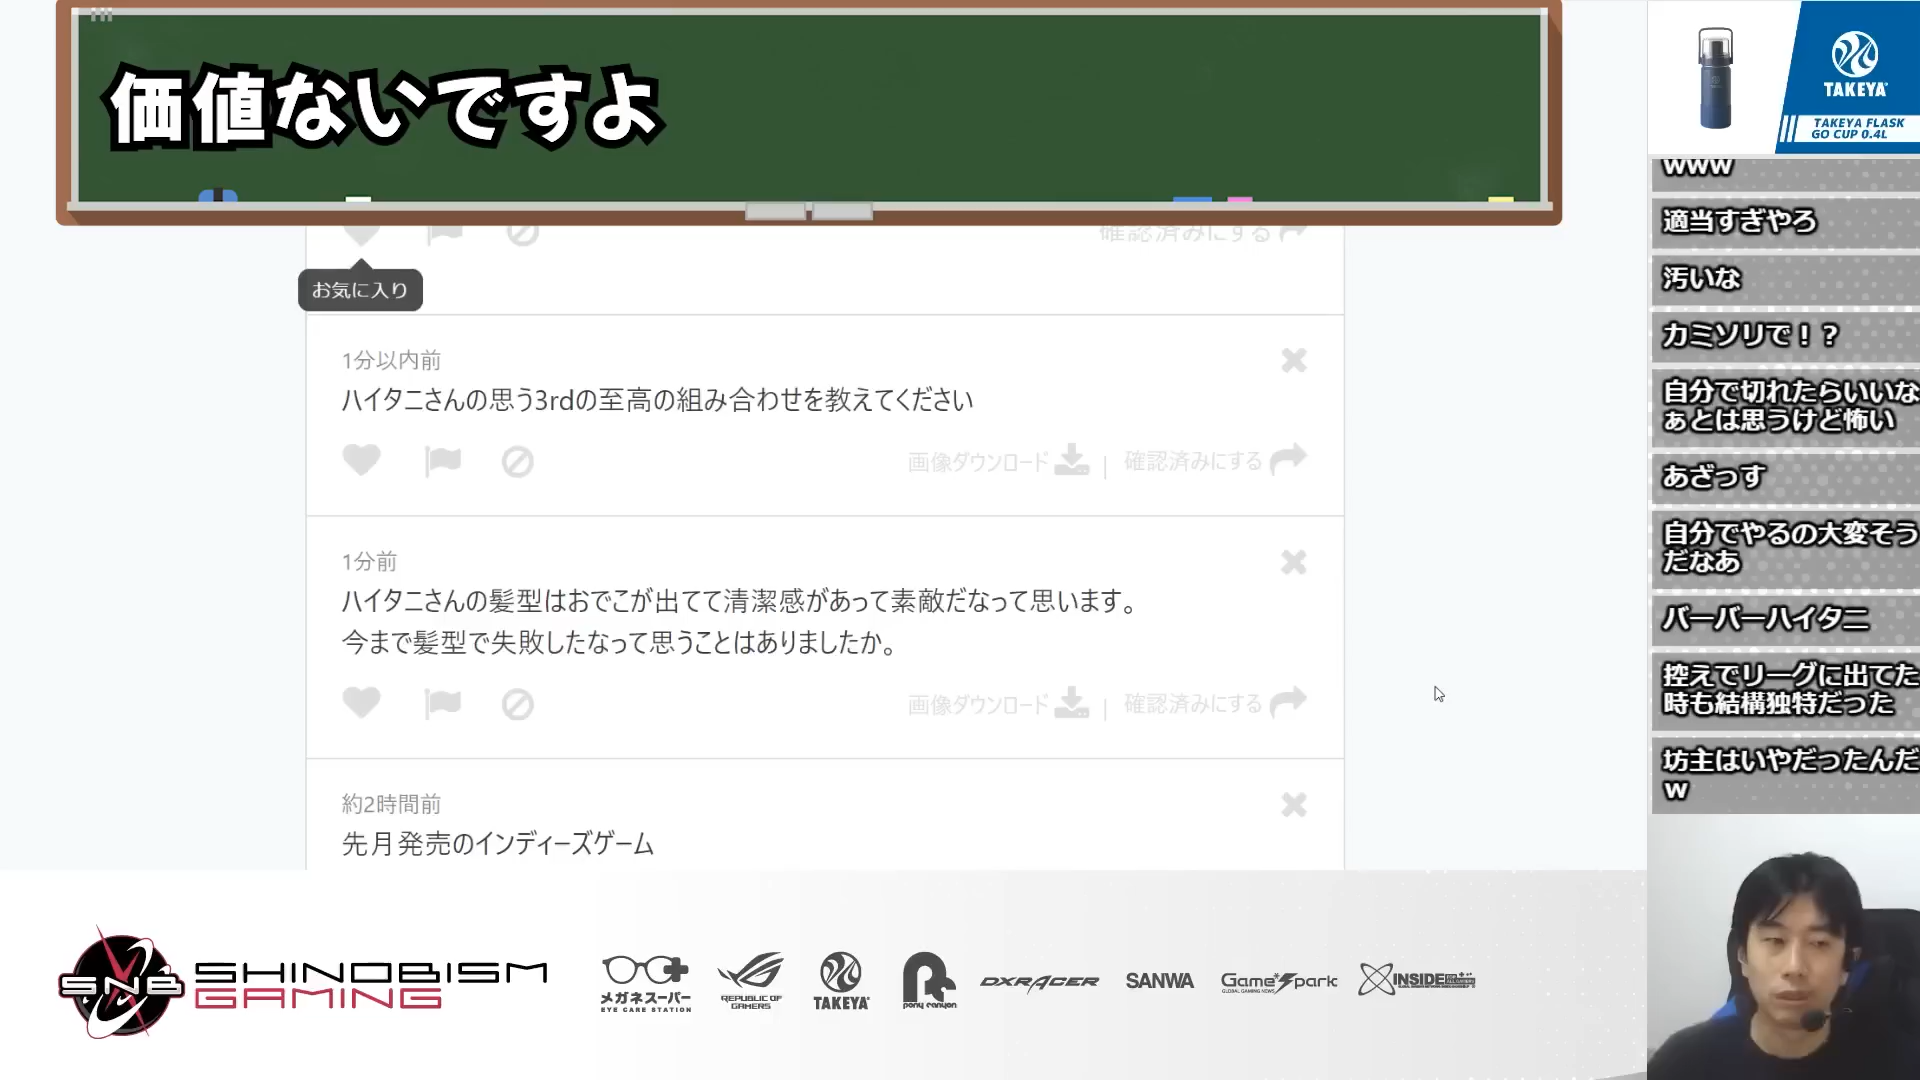 価値ないですよ
確認済みにする
お気に入り
1分以内前
ハイタニさんの思う3rdの至高の組み合わせを教えてください
画像ダウンロード | 確認済みにする
1分前
ハイタニさんの髪型はおでこが出てて清潔感があって素敵だなって思います。
今まで髪型で失敗したなって思うことはありましたか。
画像ダウンロード | 確認済みにする
約2時間前
先月発売のインディーズゲーム
TAKEYA
TAKEYA FLASK
GO CUP 0.4L
www
適当すぎやろ
汚いな
カミソリで！？
自分で切れたらいいな
ぁとは思うけど怖い
あざっす
自分でやるの大変そう
だなあ
バーバーハイタニ
控えでリーグに出てた
時も結構独特だった
坊主はいやだったんだ
w
SNB
SHINOBISM
GAMING
メガネスーパー
EYE CARE STATION
REPUBLIC OF
GAMERS
TAKEYA
pony canyon
DXRACER
SANWA
Game*Spark
GLOBAL GAMING NEWS
INSIDE